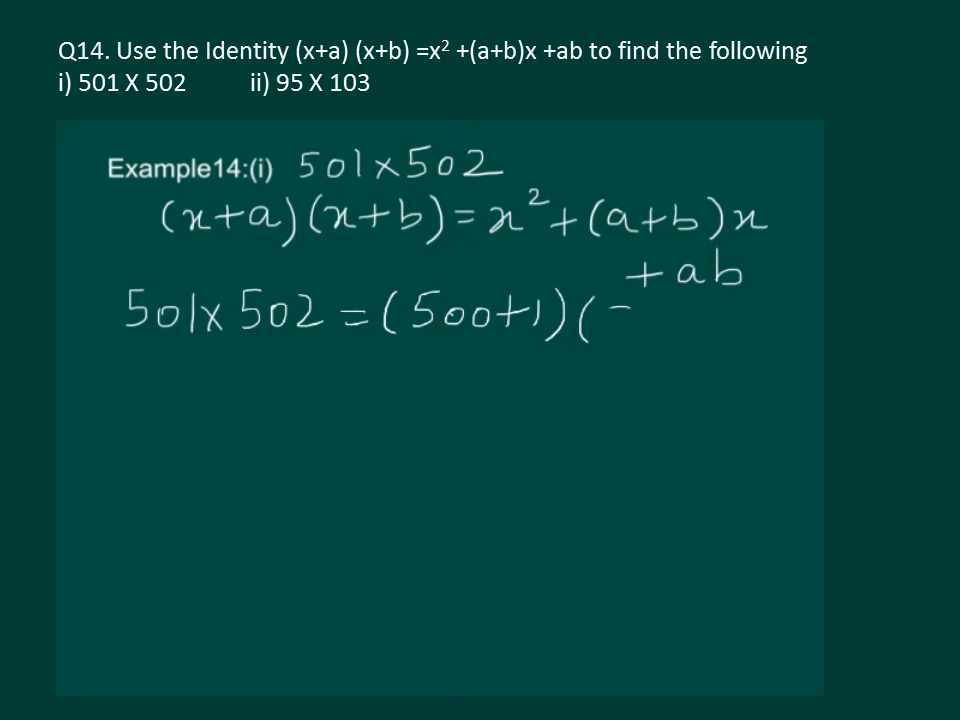 Q14. Use the Identity (x+a) (x+b) =x² +(a+b)x +ab to find the following
i) 501 X 502 ii) 95 X 103
Example14:(i) 501×502
(x+a)(x+b)=x²+(a+b)x
+ab
501×502=(500+1)(